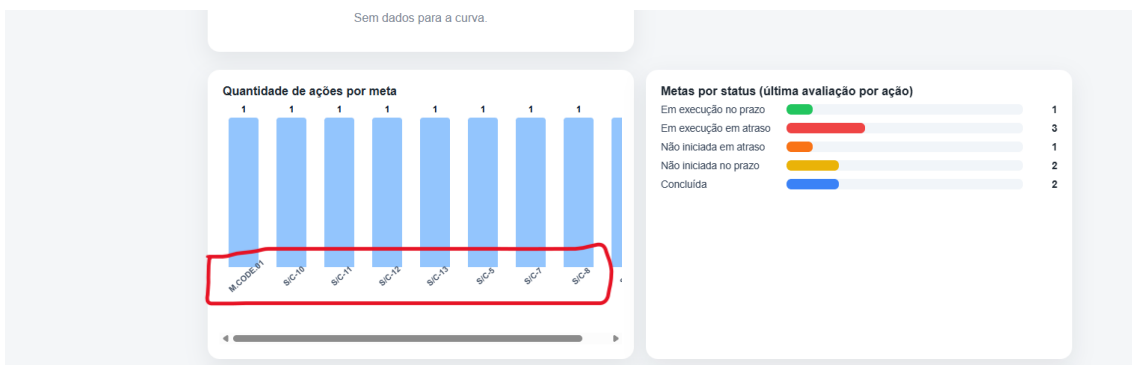 Sem dados para a curva.
Quantidade de ações por meta
1 1 1 1 1 1 1 1
M.CODE.01 S/C-10 S/C-11 S/C-12 S/C-13 S/C-5 S/C-7 S/C-8
Metas por status (última avaliação por ação)
Em execução no prazo 1
Em execução em atraso 3
Não iniciada em atraso 1
Não iniciada no prazo 2
Concluída 2